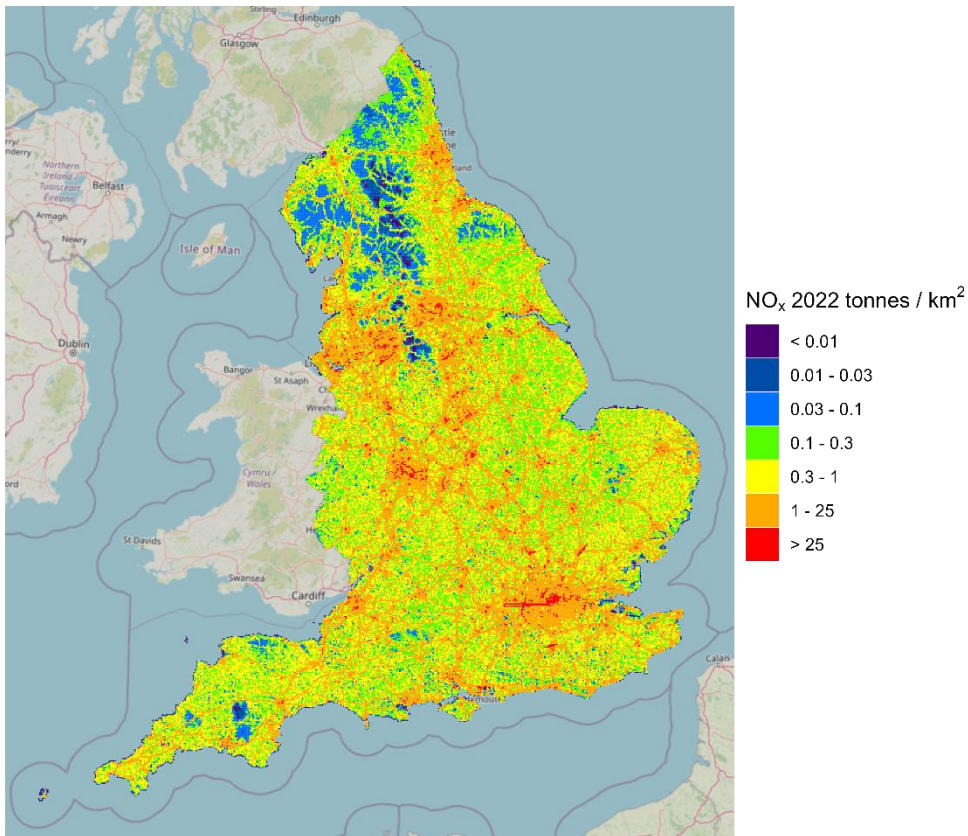 Stirling
Edinburgh
Glasgow
Northern
Ireland /
Tuaisceart
Éireann
Belfast
Armagh
Newry
Isle of Man
Dublin
Bangor
St Asaph
Wrexham
Cymru /
Wales
St Davids
Swansea
Cardiff
Calais
NOx 2022 tonnes / km²
< 0.01
0.01 - 0.03
0.03 - 0.1
0.1 - 0.3
0.3 - 1
1 - 25
> 25